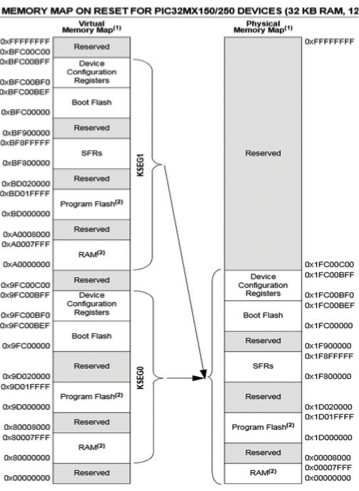 MEMORY MAP ON RESET FOR PIC32MX150/250 DEVICES (32 KB RAM, 12
Virtual
Memory Map(1)
0xFFFFFFFF
Reserved
0xBFC00C00
0xBFC00BFF
Device
Configuration
Registers
0xBFC00BF0
0xBFC00BEF
Boot Flash
0xBFC00000
Reserved
0xBF900000
0xBF8FFFFF
SFRs
0xBF800000
Reserved
0xBD020000
0xBD01FFFF
Program Flash(2)
0xBD000000
Reserved
0xA0008000
0xA0007FFF
RAM(2)
0xA0000000
KSEG1
Reserved
0x9FC00C00
0x9FC00BFF
Device
Configuration
Registers
0x9FC00BF0
0x9FC00BEF
Boot Flash
0x9FC00000
Reserved
0x9D020000
0x9D01FFFF
Program Flash(2)
0x9D000000
Reserved
0x80008000
0x80007FFF
RAM(2)
0x80000000
KSEG0
Reserved
0x00000000
Physical
Memory Map(1)
0xFFFFFFFF
Reserved
0x1FC00C00
0x1FC00BFF
Device
Configuration
Registers
0x1FC00BF0
0x1FC00BEF
Boot Flash
0x1FC00000
Reserved
0x1F900000
0x1F8FFFFF
SFRs
0x1F800000
Reserved
0x1D020000
0x1D01FFFF
Program Flash(2)
0x1D000000
Reserved
0x00008000
0x00007FFF
RAM(2)
0x00000000